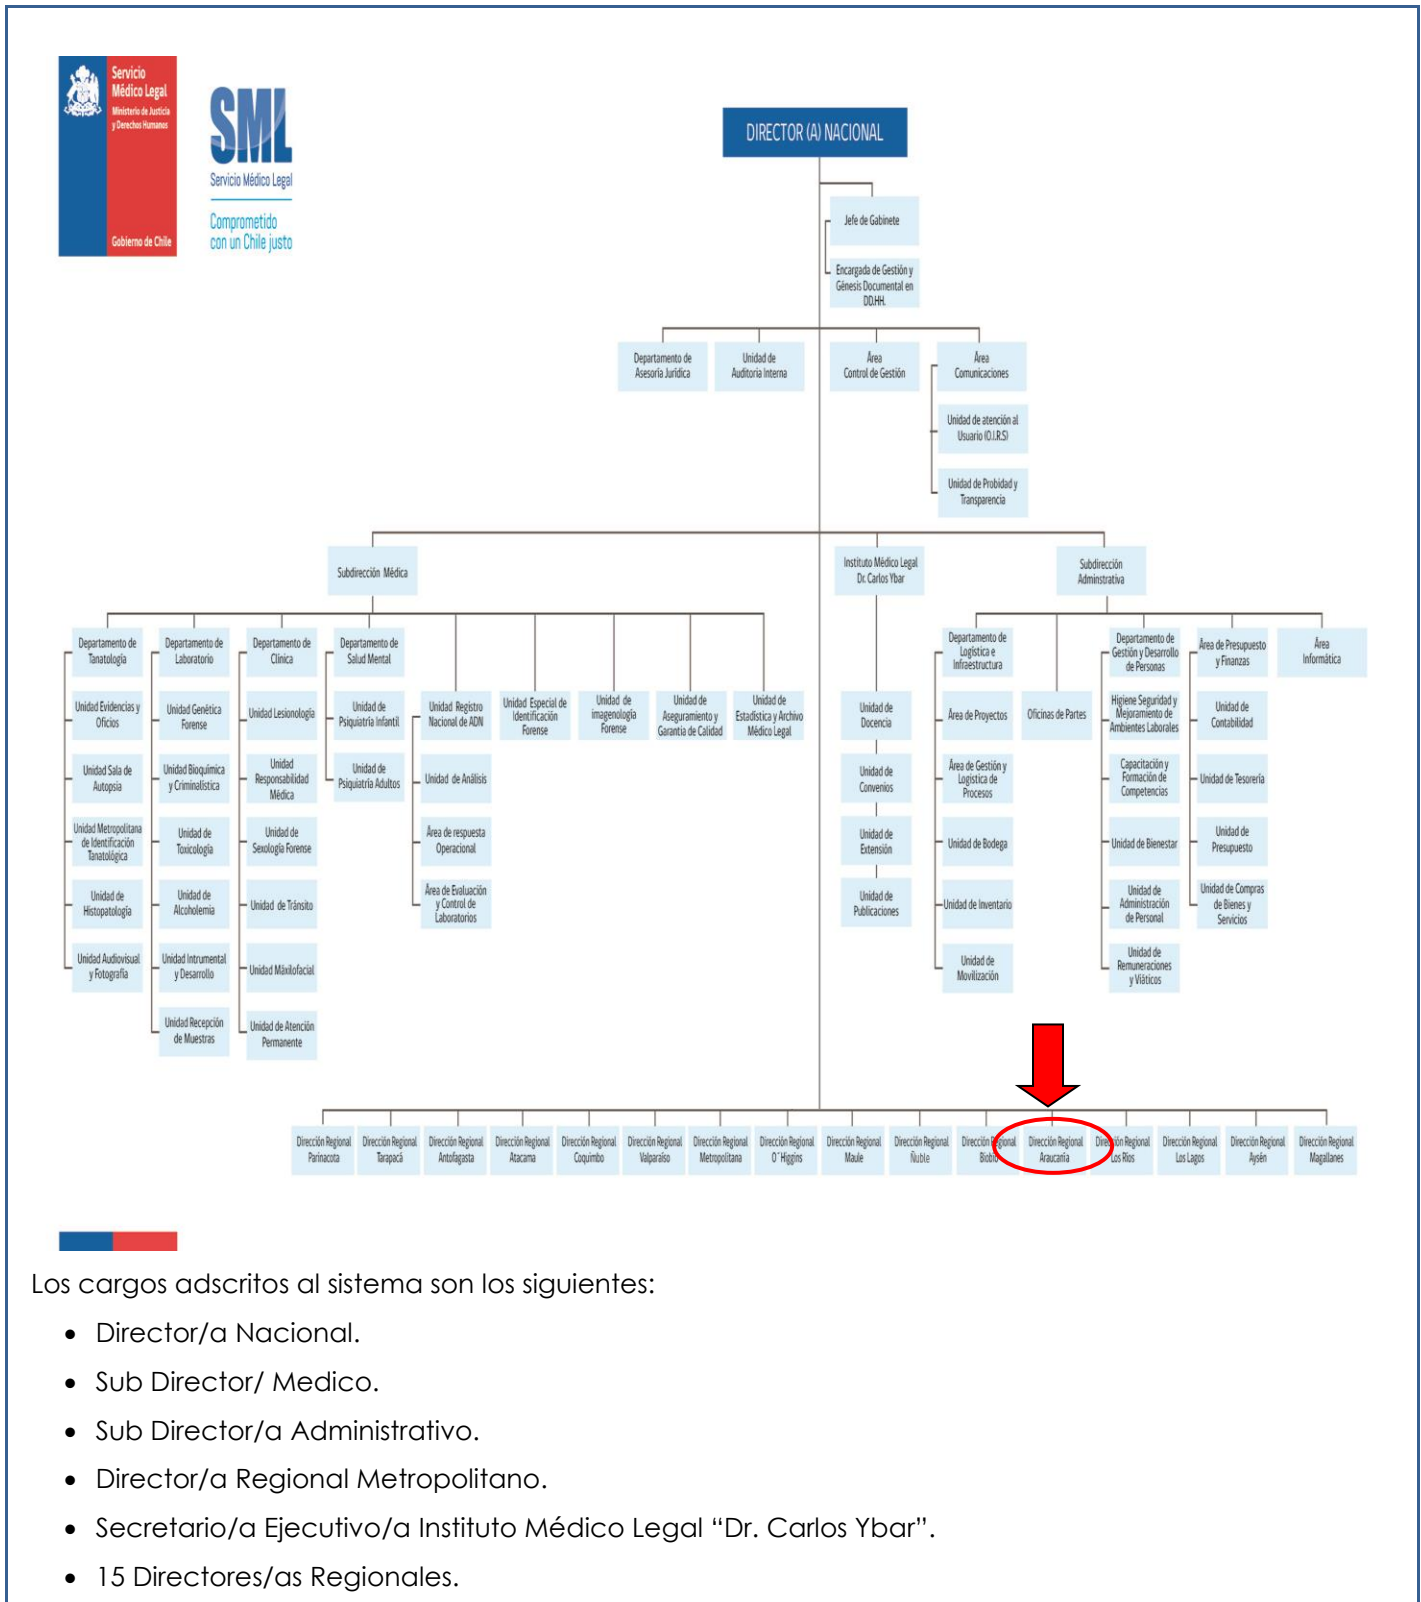 Servicio
Médico Legal
Ministerio de Justicia
y Derechos Humanos
Gobierno de Chile
SML
Servicio Médico Legal
Comprometido
con un Chile justo
DIRECTOR (A) NACIONAL
Jefe de Gabinete
Encargada de Gestión y
Génesis Documental en
DD.HH.
Departamento de
Asesoría Jurídica
Unidad de
Auditoria Interna
Área
Control de Gestión
Área
Comunicaciones
Unidad de atención al
Usuario (O.I.R.S)
Unidad de Probidad y
Transparencia
Subdirección Médica
Instituto Médico Legal
Dr. Carlos Ybar
Subdirección
Adminstrativa
Departamento de
Tanatología
Unidad Evidencias y
Oficios
Unidad Sala de
Autopsia
Unidad Metropolitana
de Identificación
Tanatológica
Unidad de
Histopatología
Unidad Audiovisual
y Fotografía
Departamento de
Laboratorio
Unidad Genética
Forense
Unidad Bioquímica
y Criminalística
Unidad de
Toxicología
Unidad de
Alcoholemia
Unidad Intrumental
y Desarrollo
Unidad Recepción
de Muestras
Departamento de
Clínica
Unidad Lesionología
Unidad
Responsabilidad
Médica
Unidad de
Sexología Forense
Unidad de Tránsito
Unidad Máxilofacial
Unidad de Atención
Permanente
Departamento de
Salud Mental
Unidad de
Psiquiatría Infantil
Unidad de
Psiquiatría Adultos
Unidad Registro
Nacional de ADN
Unidad de Análisis
Área de respuesta
Operacional
Área de Evaluación
y Control de
Laboratorios
Unidad Especial de
Identificación
Forense
Unidad de
imagenología
Forense
Unidad de
Aseguramiento y
Garantía de Calidad
Unidad de
Estadística y Archivo
Médico Legal
Unidad de
Docencia
Unidad de
Convenios
Unidad de
Extensión
Unidad de
Publicaciones
Departamento de
Logística e
Infraestructura
Área de Proyectos
Área de Gestión y
Logística de
Procesos
Unidad de Bodega
Unidad de Inventario
Unidad de
Movilización
Oficinas de Partes
Departamento de
Gestión y Desarrollo
de Personas
Higiene Seguridad y
Mejoramiento de
Ambientes Laborales
Capacitación y
Formación de
Competencias
Unidad de Bienestar
Unidad de
Administración
de Personal
Unidad de
Remuneraciones
y Viáticos
Área de Presupuesto
y Finanzas
Unidad de
Contabilidad
Unidad de Tesorería
Unidad de
Presupuesto
Unidad de Compras
de Bienes y
Servicios
Área
Informática
Dirección Regional
Parinacota
Dirección Regional
Tarapacá
Dirección Regional
Antofagasta
Dirección Regional
Atacama
Dirección Regional
Coquimbo
Dirección Regional
Valparaíso
Dirección Regional
Metropolitana
Dirección Regional
O´Higgins
Dirección Regional
Maule
Dirección Regional
Ñuble
Dirección Regional
Biobío
Dirección Regional
Araucanía
Dirección Regional
Los Ríos
Dirección Regional
Los Lagos
Dirección Regional
Aysén
Dirección Regional
Magallanes
Los cargos adscritos al sistema son los siguientes:
• Director/a Nacional.
• Sub Director/ Medico.
• Sub Director/a Administrativo.
• Director/a Regional Metropolitano.
• Secretario/a Ejecutivo/a Instituto Médico Legal “Dr. Carlos Ybar”.
• 15 Directores/as Regionales.